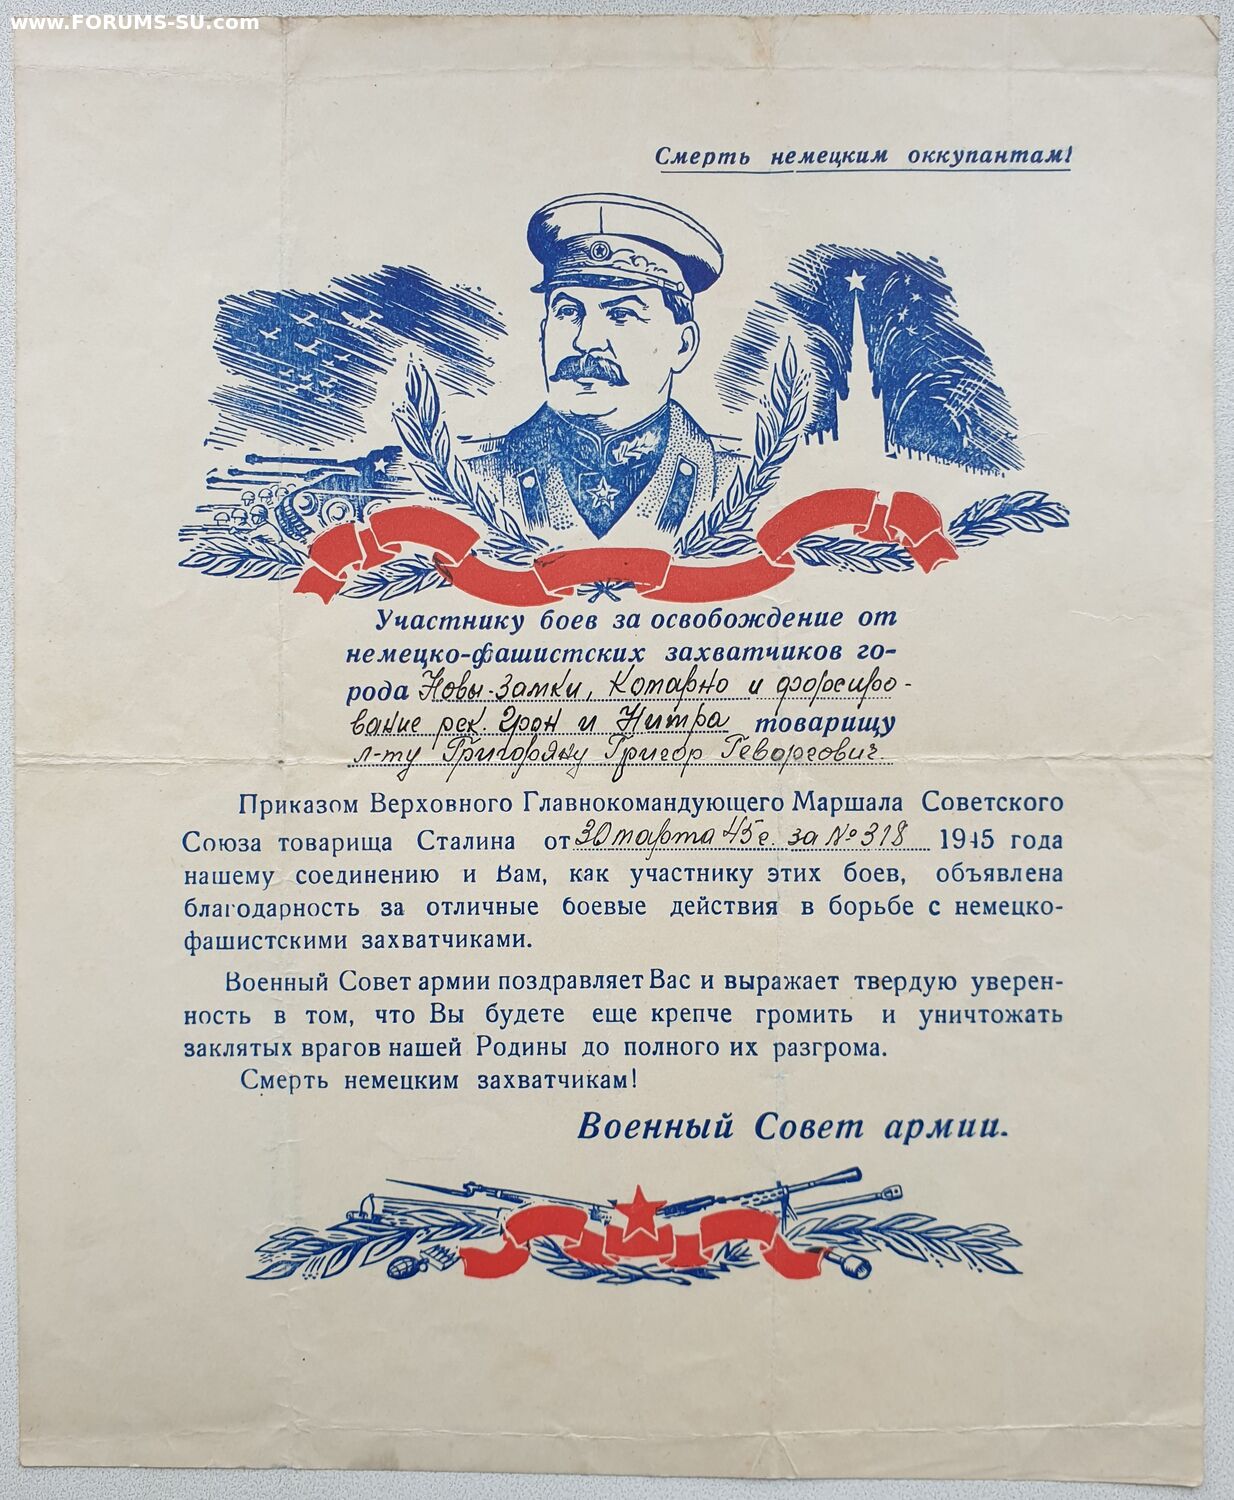 www.FORUMS-SU.com
Смерть немецким оккупантам!
Участнику боев за освобождение от
немецко-фашистских захватчиков го-
рода Новы-Замки, Комарно и форсиро-
вание рек. Грон и Нитра товарищу
л-ту Григоряну Григор Геворгович.
Приказом Верховного Главнокомандующего Маршала Советского
Союза товарища Сталина от 30 марта 45 г. за № 318 1945 года
нашему соединению и Вам, как участнику этих боев, объявлена
благодарность за отличные боевые действия в борьбе с немецко-
фашистскими захватчиками.
Военный Совет армии поздравляет Вас и выражает твердую уверен-
ность в том, что Вы будете еще крепче громить и уничтожать
заклятых врагов нашей Родины до полного их разгрома.
Смерть немецким захватчикам!
Военный Совет армии.